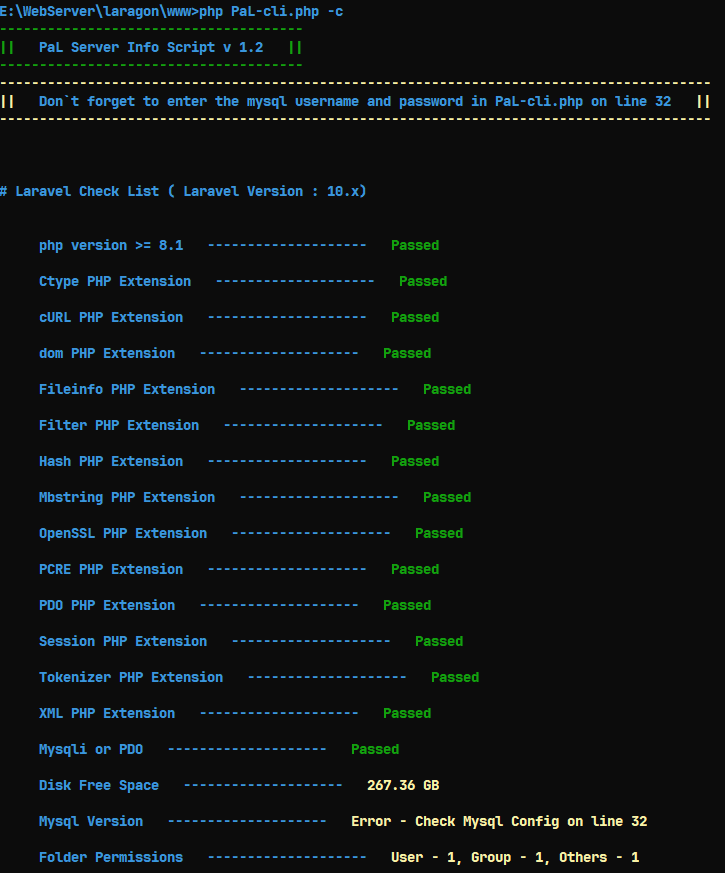 E:\WebServer\laragon\www>php PaL-cli.php -c
--------------------------------------
||   PaL Server Info Script v 1.2   ||
--------------------------------------
-----------------------------------------------------------------------------------------
||   Don`t forget to enter the mysql username and password in PaL-cli.php on line 32   ||
-----------------------------------------------------------------------------------------
# Laravel Check List ( Laravel Version : 10.x)
php version >= 8.1   --------------------   Passed
Ctype PHP Extension   --------------------   Passed
cURL PHP Extension   --------------------   Passed
dom PHP Extension   --------------------   Passed
Fileinfo PHP Extension   --------------------   Passed
Filter PHP Extension   --------------------   Passed
Hash PHP Extension   --------------------   Passed
Mbstring PHP Extension   --------------------   Passed
OpenSSL PHP Extension   --------------------   Passed
PCRE PHP Extension   --------------------   Passed
PDO PHP Extension   --------------------   Passed
Session PHP Extension   --------------------   Passed
Tokenizer PHP Extension   --------------------   Passed
XML PHP Extension   --------------------   Passed
Mysqli or PDO   --------------------   Passed
Disk Free Space   --------------------   267.36 GB
Mysql Version   --------------------   Error - Check Mysql Config on line 32
Folder Permissions   --------------------   User - 1, Group - 1, Others - 1